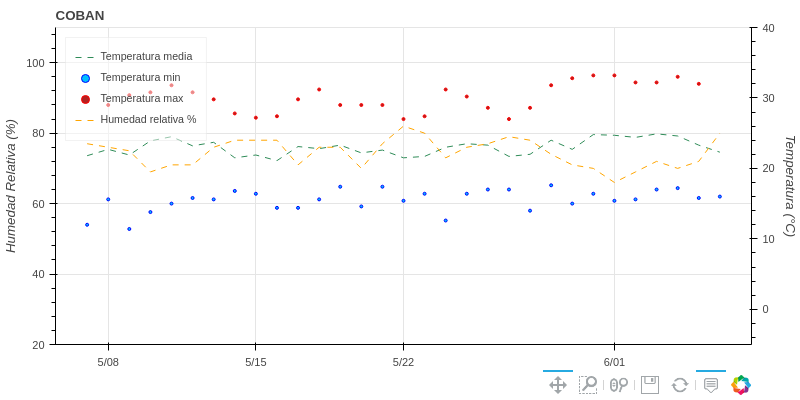 COBAN
Temperatura media
Temperatura min
Temperatura max
Humedad relativa %
Humedad Relativa (%)
100
80
60
40
20
Temperatura (°C)
40
30
20
10
0
5/08
5/15
5/22
6/01